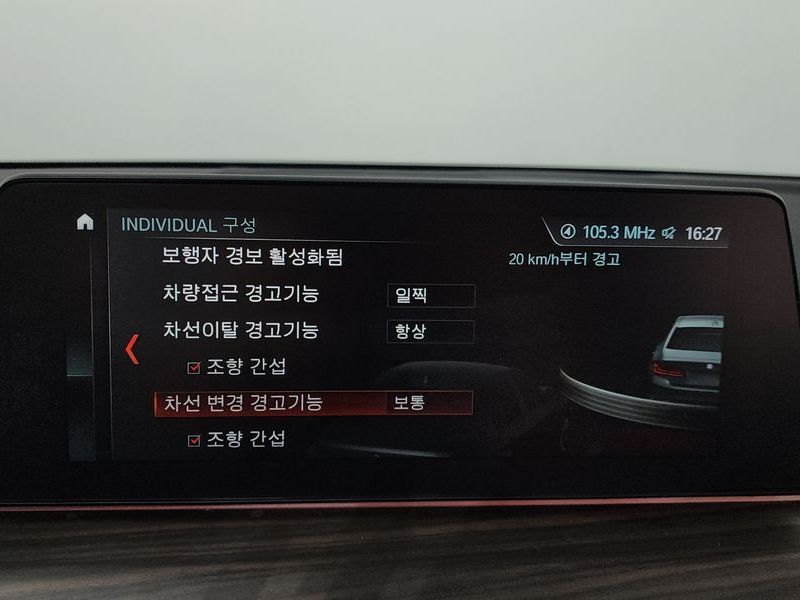 INDIVIDUAL 구성
105.3 MHz 16:27
보행자 경보 활성화됨
20 km/h부터 경고
차량접근 경고기능 일찍
차선이탈 경고기능 항상
조향 간섭
차선 변경 경고기능 보통
조향 간섭